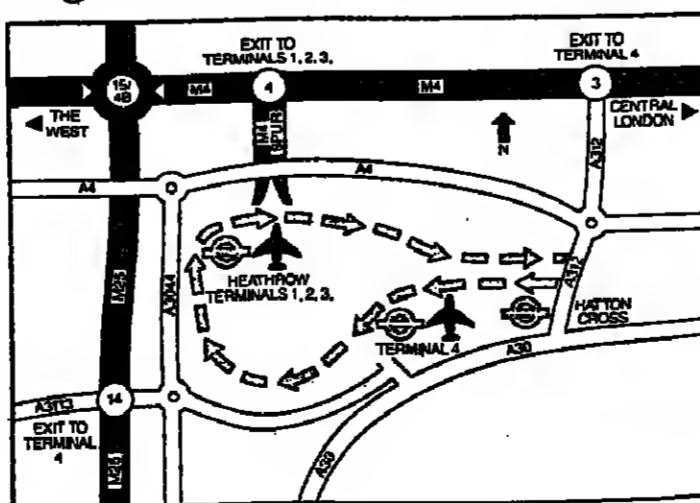 EXIT TO
TERMINALS 1, 2, 3,
EXIT TO
TERMINAL 4
15/
4B
M4
4
M4
3
THE
WEST
M4
SPUR
N
A312
CENTRAL
LONDON
A4
A4
M25
A3044
HEATHROW
TERMINALS 1, 2, 3,
A312
HATTON
CROSS
TERMINAL 4
A30
A3113
14
EXIT TO
TERMINAL
4
M25
A30